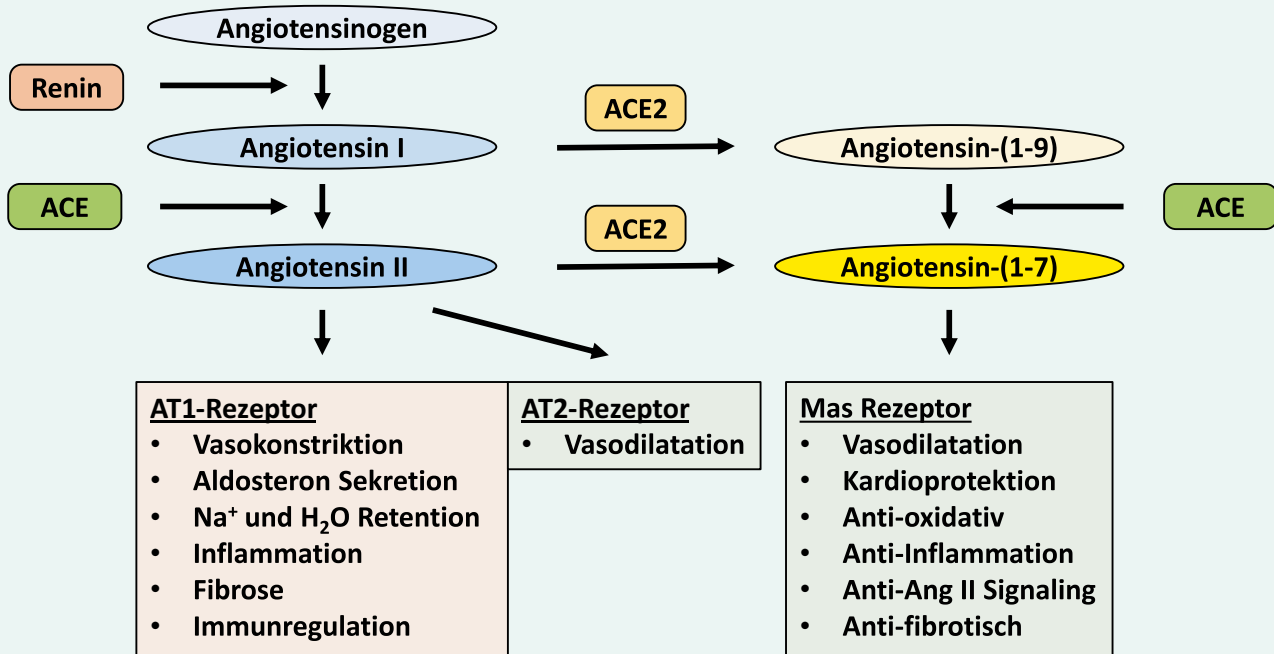 Angiotensinogen
Renin
ACE2
Angiotensin I
Angiotensin-(1-9)
ACE
ACE2
ACE
Angiotensin II
Angiotensin-(1-7)
AT1-Rezeptor
• Vasokonstriktion
• Aldosteron Sekretion
• Na⁺ und H₂O Retention
• Inflammation
• Fibrose
• Immunregulation
AT2-Rezeptor
• Vasodilatation
Mas Rezeptor
• Vasodilatation
• Kardioprotektion
• Anti-oxidativ
• Anti-Inflammation
• Anti-Ang II Signaling
• Anti-fibrotisch